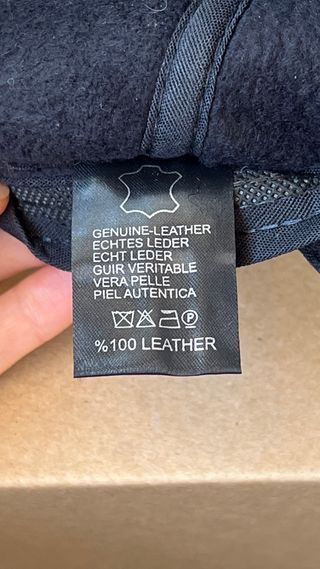 GENUINE-LEATHER
ECHTES LEDER
ECHT LEDER
GUIR VERITABLE
VERA PELLE
PIEL AUTENTICA
%100 LEATHER